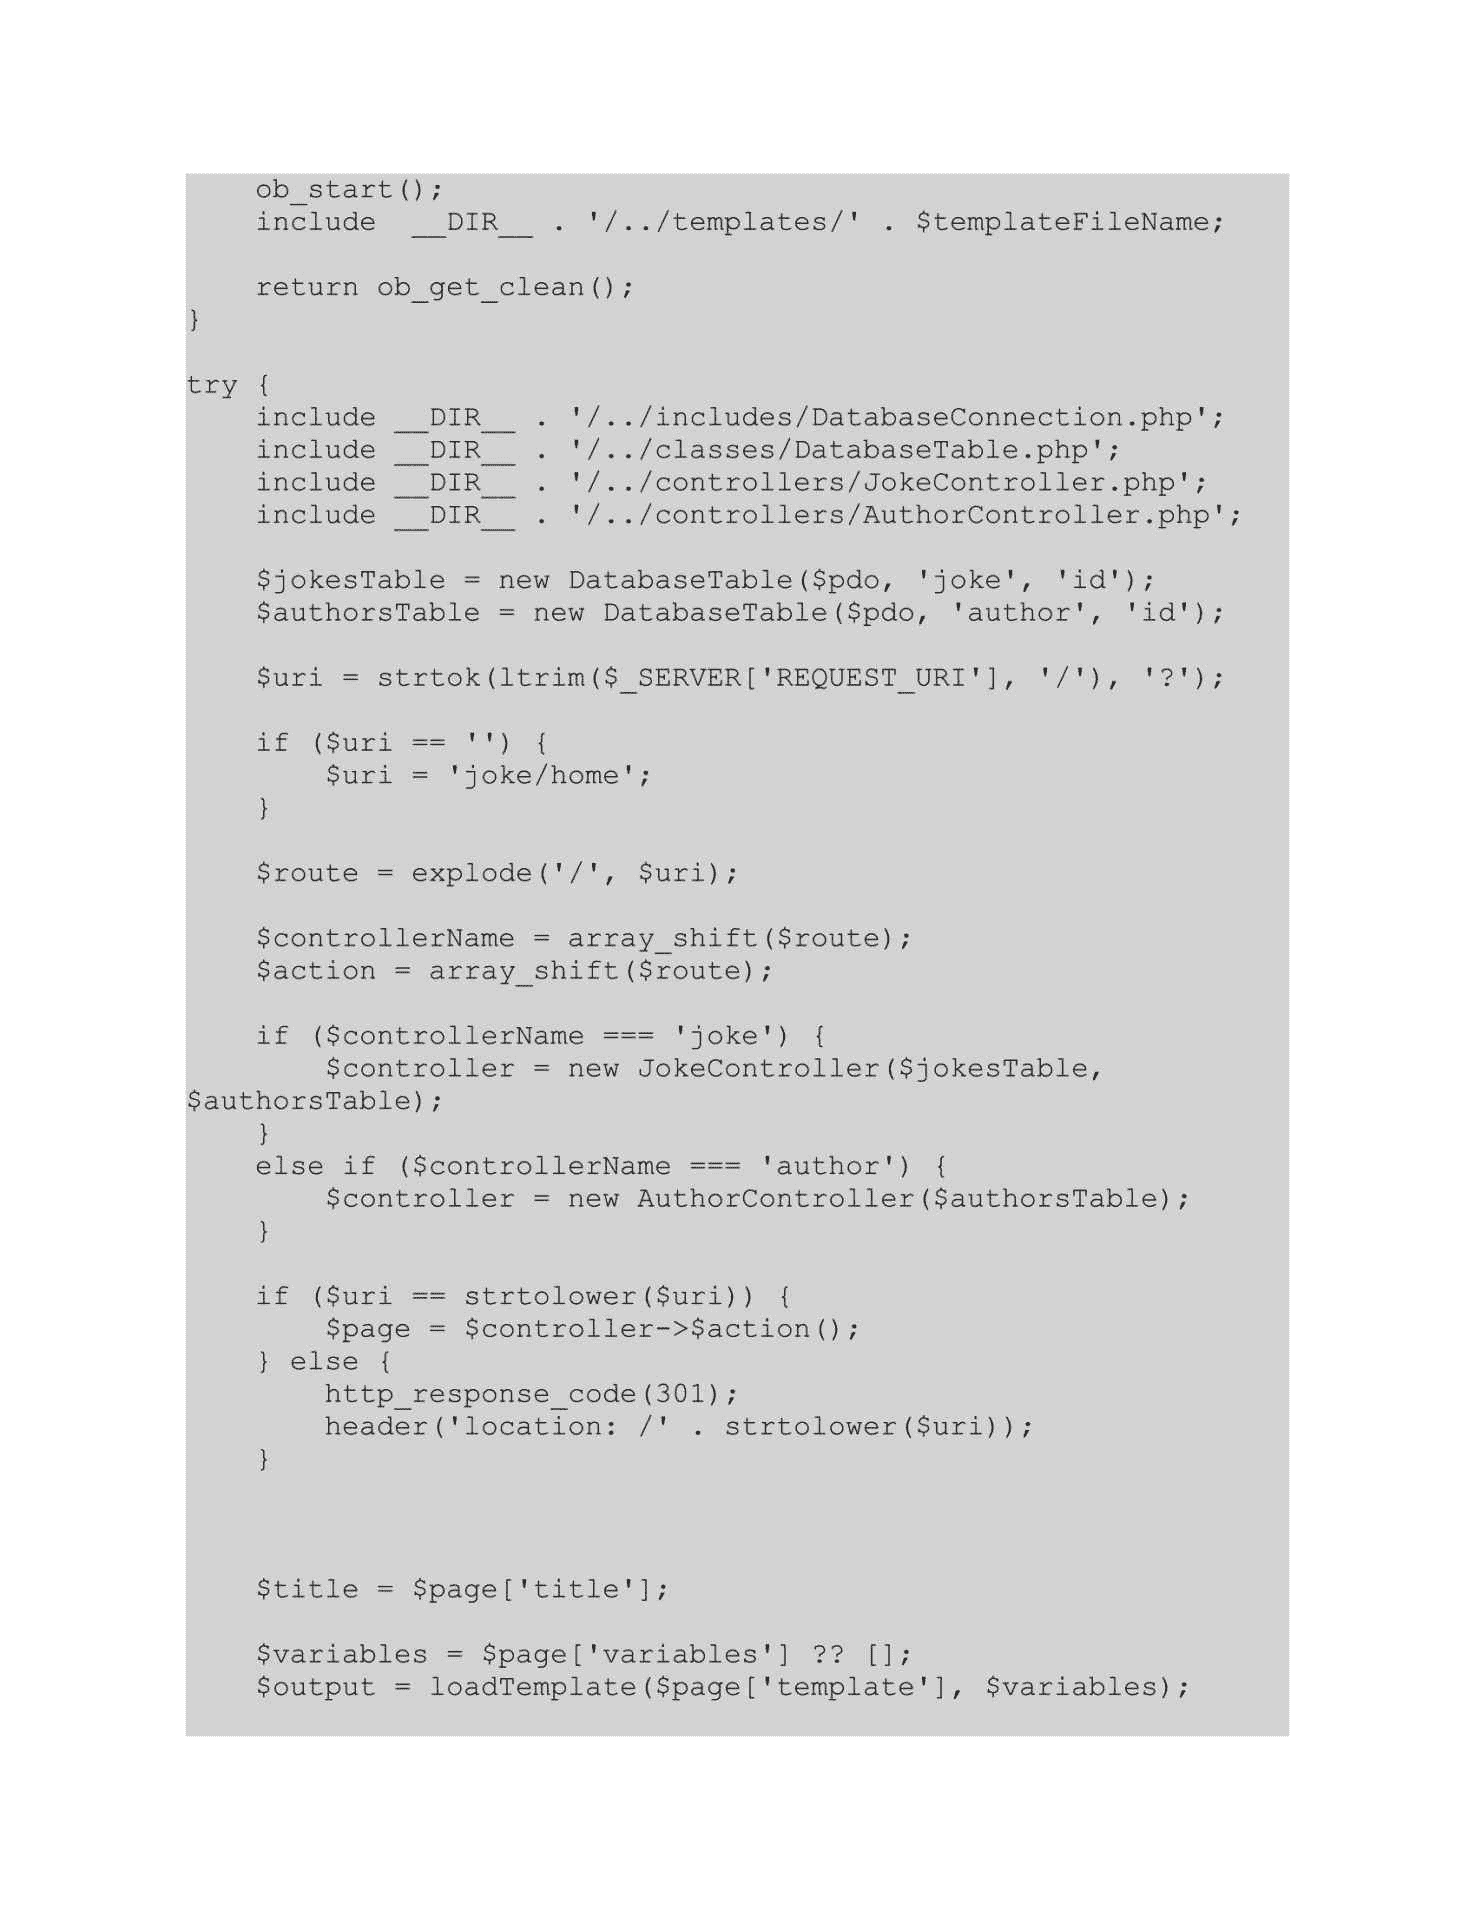 ob_start();
    include  __DIR__ . '/../templates/' . $templateFileName;

    return ob_get_clean();
}

try {
    include __DIR__ . '/../includes/DatabaseConnection.php';
    include __DIR__ . '/../classes/DatabaseTable.php';
    include __DIR__ . '/../controllers/JokeController.php';
    include __DIR__ . '/../controllers/AuthorController.php';

    $jokesTable = new DatabaseTable($pdo, 'joke', 'id');
    $authorsTable = new DatabaseTable($pdo, 'author', 'id');

    $uri = strtok(ltrim($_SERVER['REQUEST_URI'], '/'), '?');

    if ($uri == '') {
        $uri = 'joke/home';
    }

    $route = explode('/', $uri);

    $controllerName = array_shift($route);
    $action = array_shift($route);

    if ($controllerName === 'joke') {
        $controller = new JokeController($jokesTable,
$authorsTable);
    }
    else if ($controllerName === 'author') {
        $controller = new AuthorController($authorsTable);
    }

    if ($uri == strtolower($uri)) {
        $page = $controller->$action();
    } else {
        http_response_code(301);
        header('location: /' . strtolower($uri));
    }

    $title = $page['title'];

    $variables = $page['variables'] ?? [];
    $output = loadTemplate($page['template'], $variables);